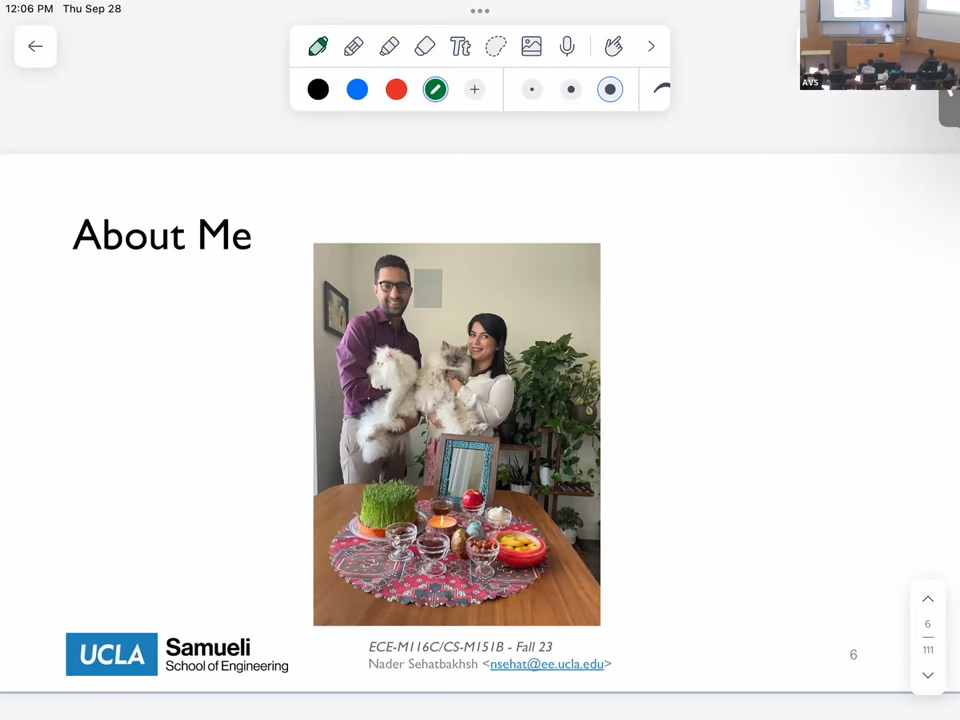 12:06 PM Thu Sep 28
Tt
AVS
About Me
UCLA Samueli
School of Engineering
ECE-M116C/CS-M151B - Fall 23
Nader Sehatbakhsh <nsehat@ee.ucla.edu>
6
6
111